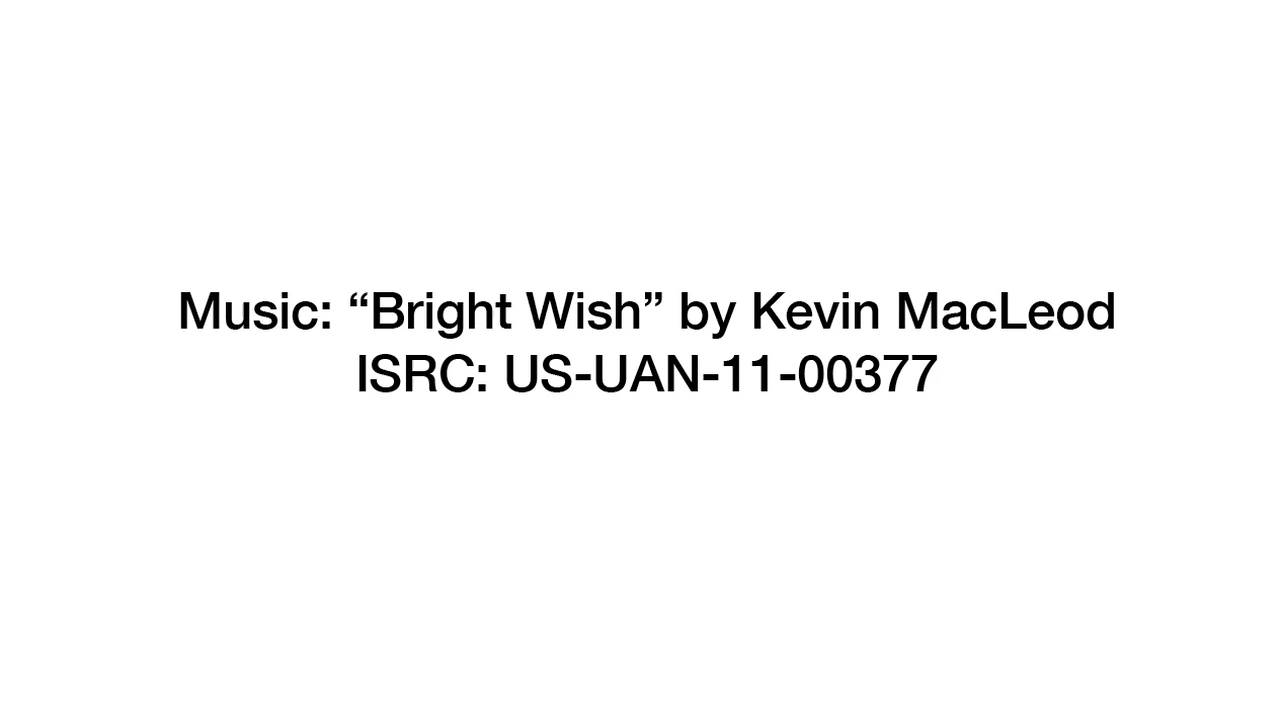 Music: “Bright Wish” by Kevin MacLeod
ISRC: US-UAN-11-00377